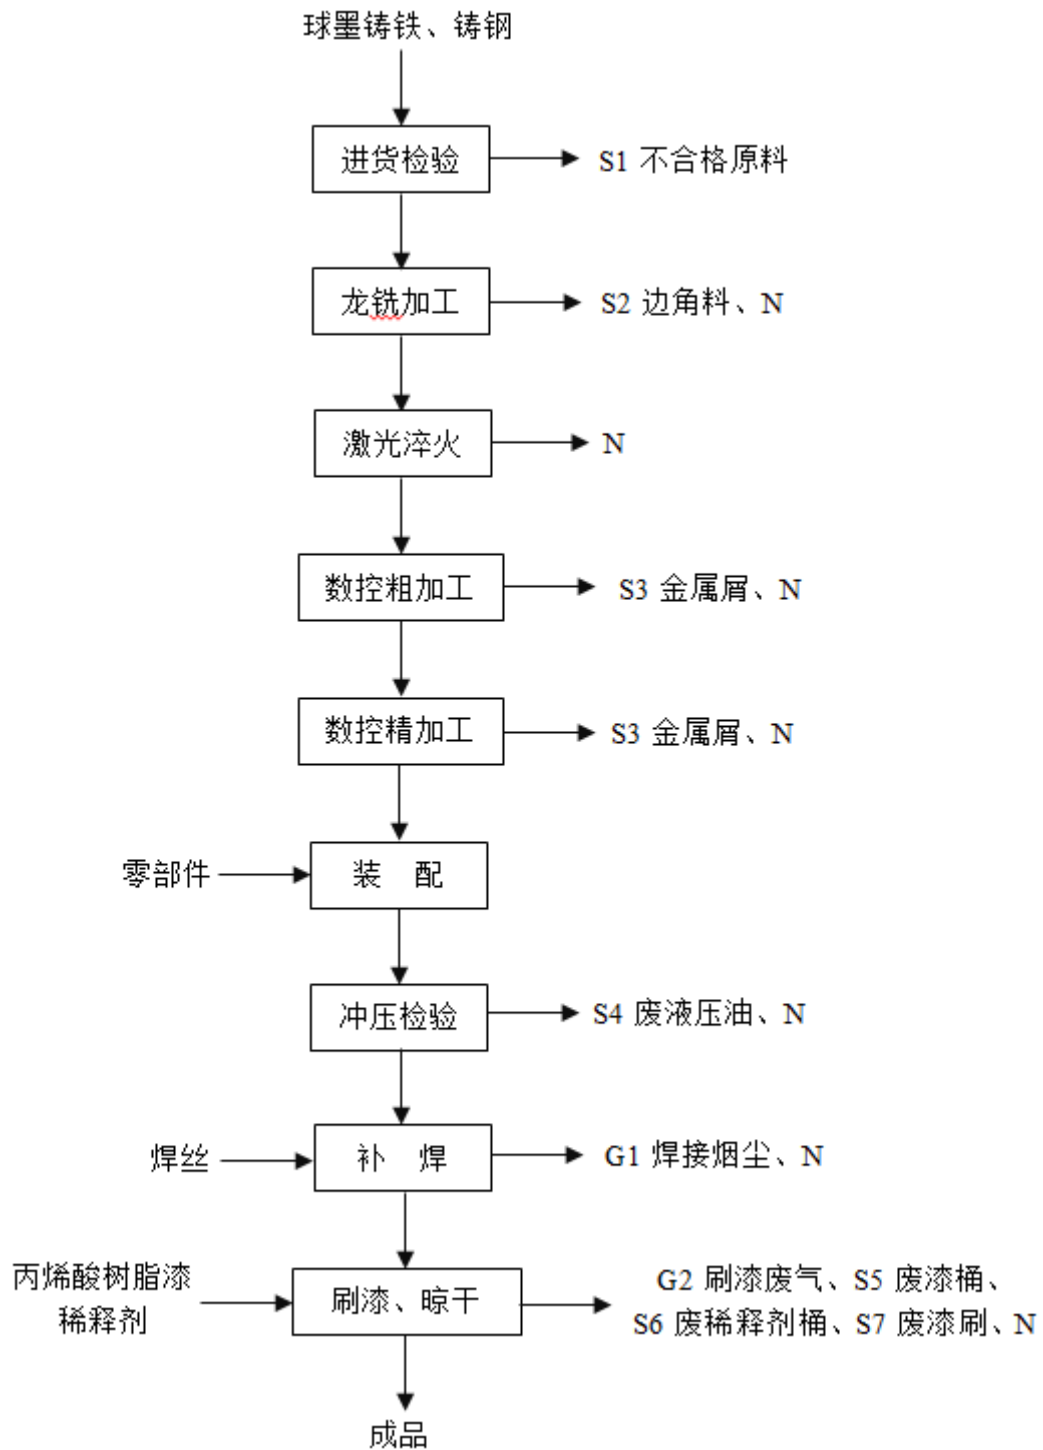 球墨铸铁、铸钢
进货检验
S1 不合格原料
龙铣加工
S2 边角料、N
激光淬火
N
数控粗加工
S3 金属屑、N
数控精加工
S3 金属屑、N
零部件
装 配
冲压检验
S4 废液压油、N
焊丝
补 焊
G1 焊接烟尘、N
丙烯酸树脂漆
稀释剂
刷漆、晾干
G2 刷漆废气、S5 废漆桶、
S6 废稀释剂桶、S7 废漆刷、N
成品